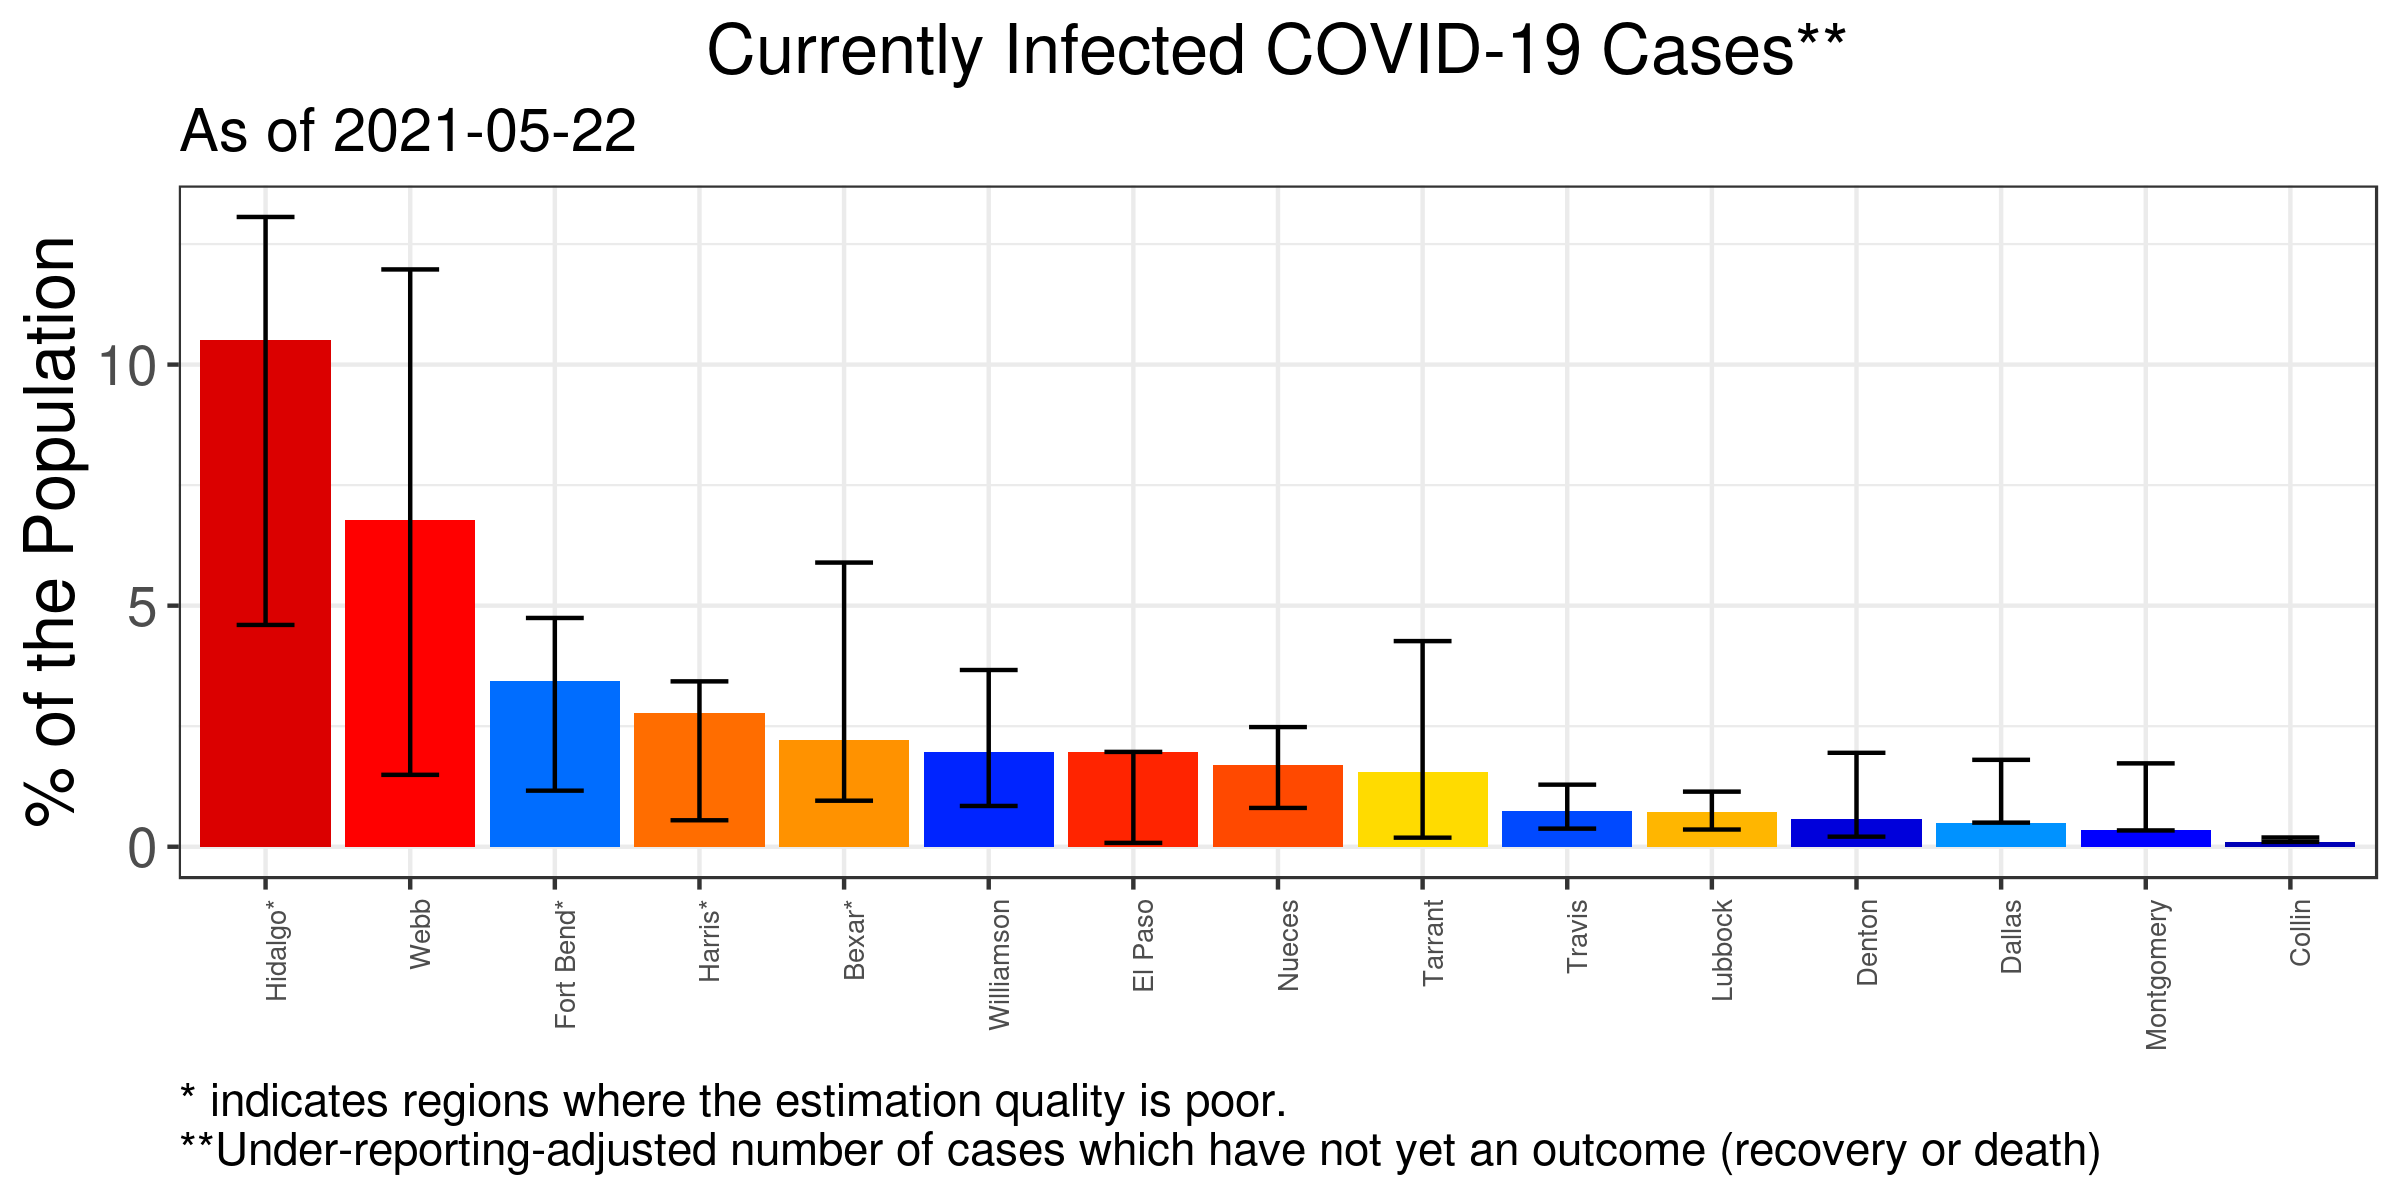 Currently Infected COVID-19 Cases**
As of 2021-05-22
% of the Population
10
5
0
Hidalgo*
Webb
Fort Bend*
Harris*
Bexar*
Williamson
El Paso
Nueces
Tarrant
Travis
Lubbock
Denton
Dallas
Montgomery
Collin
* indicates regions where the estimation quality is poor.
**Under-reporting-adjusted number of cases which have not yet an outcome (recovery or death)